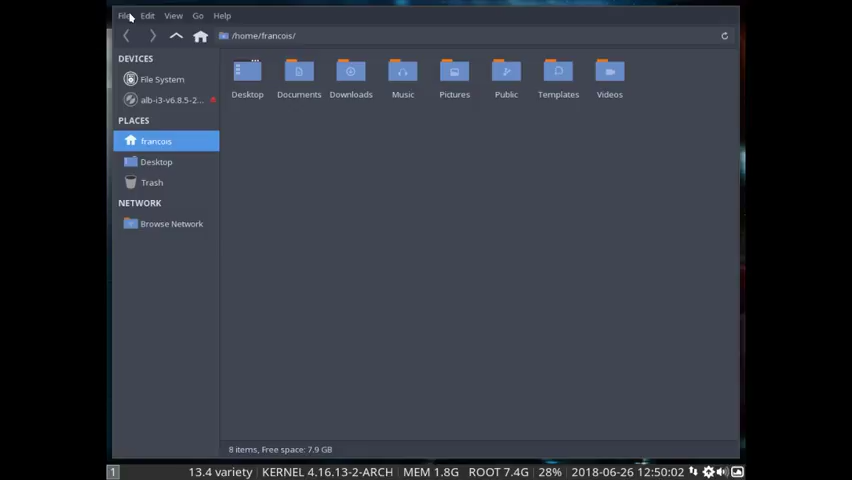 File Edit View Go Help
/home/francois/
DEVICES
File System
alb-i3-v6.8.5-2...
PLACES
francois
Desktop
Trash
NETWORK
Browse Network
Desktop Documents Downloads Music Pictures Public Templates Videos
8 items, Free space: 7.9 GB
1 13.4 variety KERNEL 4.16.13-2-ARCH MEM 1.8G ROOT 7.4G 28% 2018-06-26 12:50:02